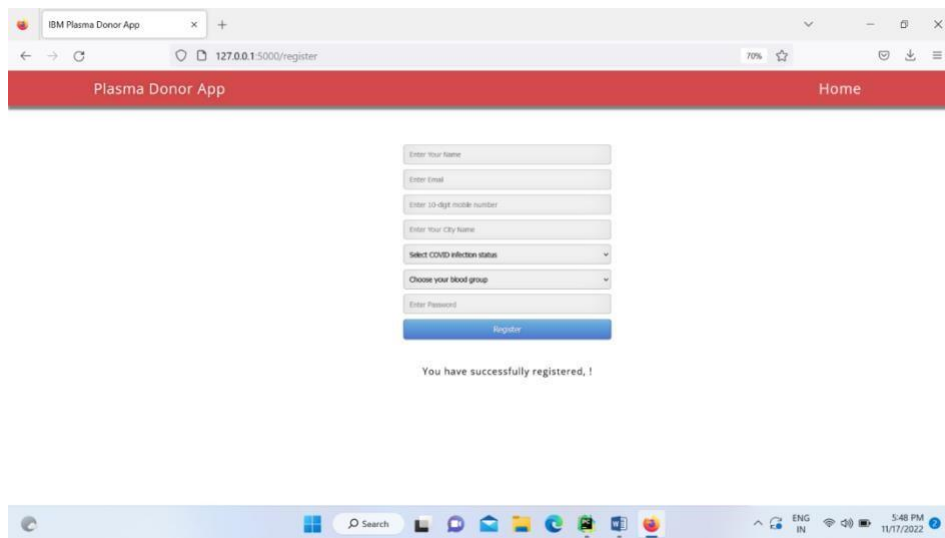 IBM Plasma Donor App
127.0.0.1:5000/register
70%
Plasma Donor App
Home
Enter Your Name
Enter Email
Enter 10-digit mobile number
Enter Your City Name
Select COVID infection status
Choose your blood group
Enter Password
Register
You have successfully registered, !
Search
ENG
IN
5:48 PM
11/17/2022
2